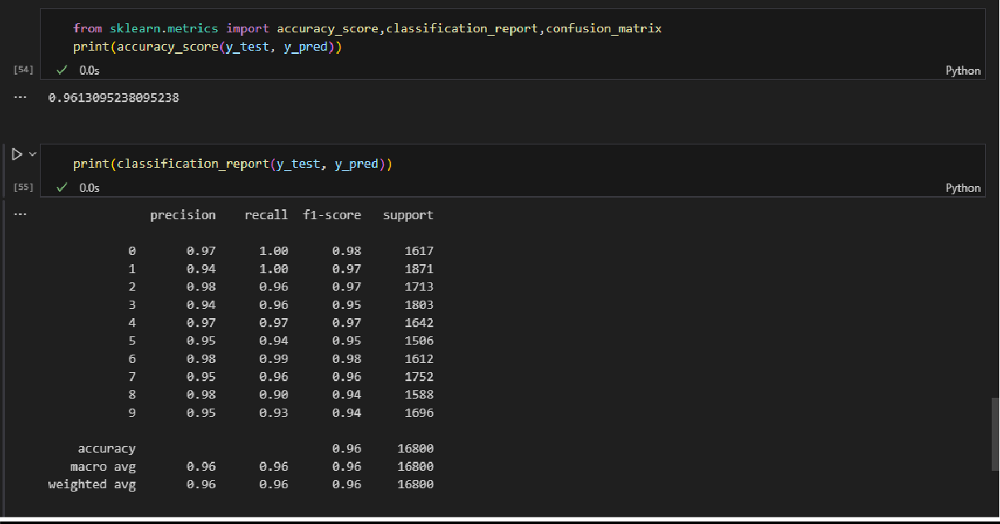 from sklearn.metrics import accuracy_score,classification_report,confusion_matrix
print(accuracy_score(y_test, y_pred))
[54] 0.0s Python
... 0.9613095238095238
print(classification_report(y_test, y_pred))
[55] 0.0s Python
... precision recall f1-score support
0 0.97 1.00 0.98 1617
1 0.94 1.00 0.97 1871
2 0.98 0.96 0.97 1713
3 0.94 0.96 0.95 1803
4 0.97 0.97 0.97 1642
5 0.95 0.94 0.95 1506
6 0.98 0.99 0.98 1612
7 0.95 0.96 0.96 1752
8 0.98 0.90 0.94 1588
9 0.95 0.93 0.94 1696
accuracy 0.96 16800
macro avg 0.96 0.96 0.96 16800
weighted avg 0.96 0.96 0.96 16800